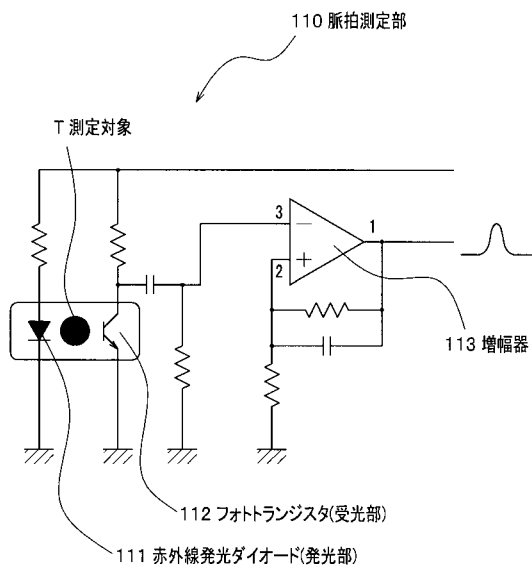 110 脈拍測定部
T 測定対象
3
−
1
2
+
113 増幅器
112 フォトトランジスタ(受光部)
111 赤外線発光ダイオード(発光部)